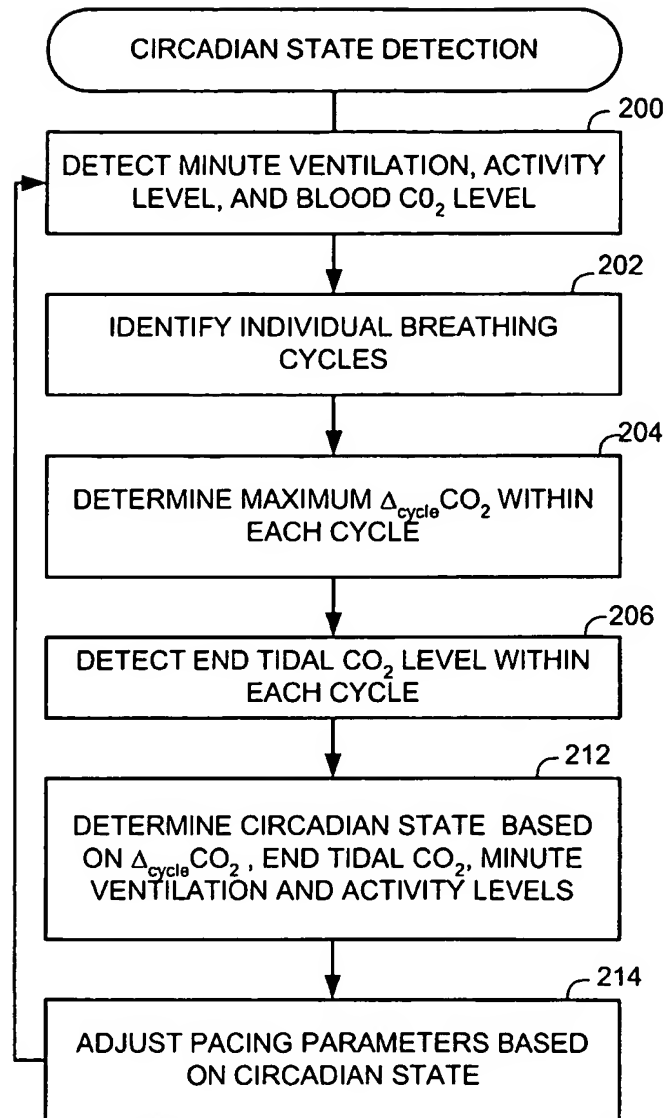 CIRCADIAN STATE DETECTION
200
DETECT MINUTE VENTILATION, ACTIVITY
LEVEL, AND BLOOD C0₂ LEVEL
202
IDENTIFY INDIVIDUAL BREATHING
CYCLES
204
DETERMINE MAXIMUM Δcycle CO₂ WITHIN
EACH CYCLE
206
DETECT END TIDAL CO₂ LEVEL WITHIN
EACH CYCLE
212
DETERMINE CIRCADIAN STATE BASED
ON Δcycle CO₂ , END TIDAL CO₂, MINUTE
VENTILATION AND ACTIVITY LEVELS
214
ADJUST PACING PARAMETERS BASED
ON CIRCADIAN STATE